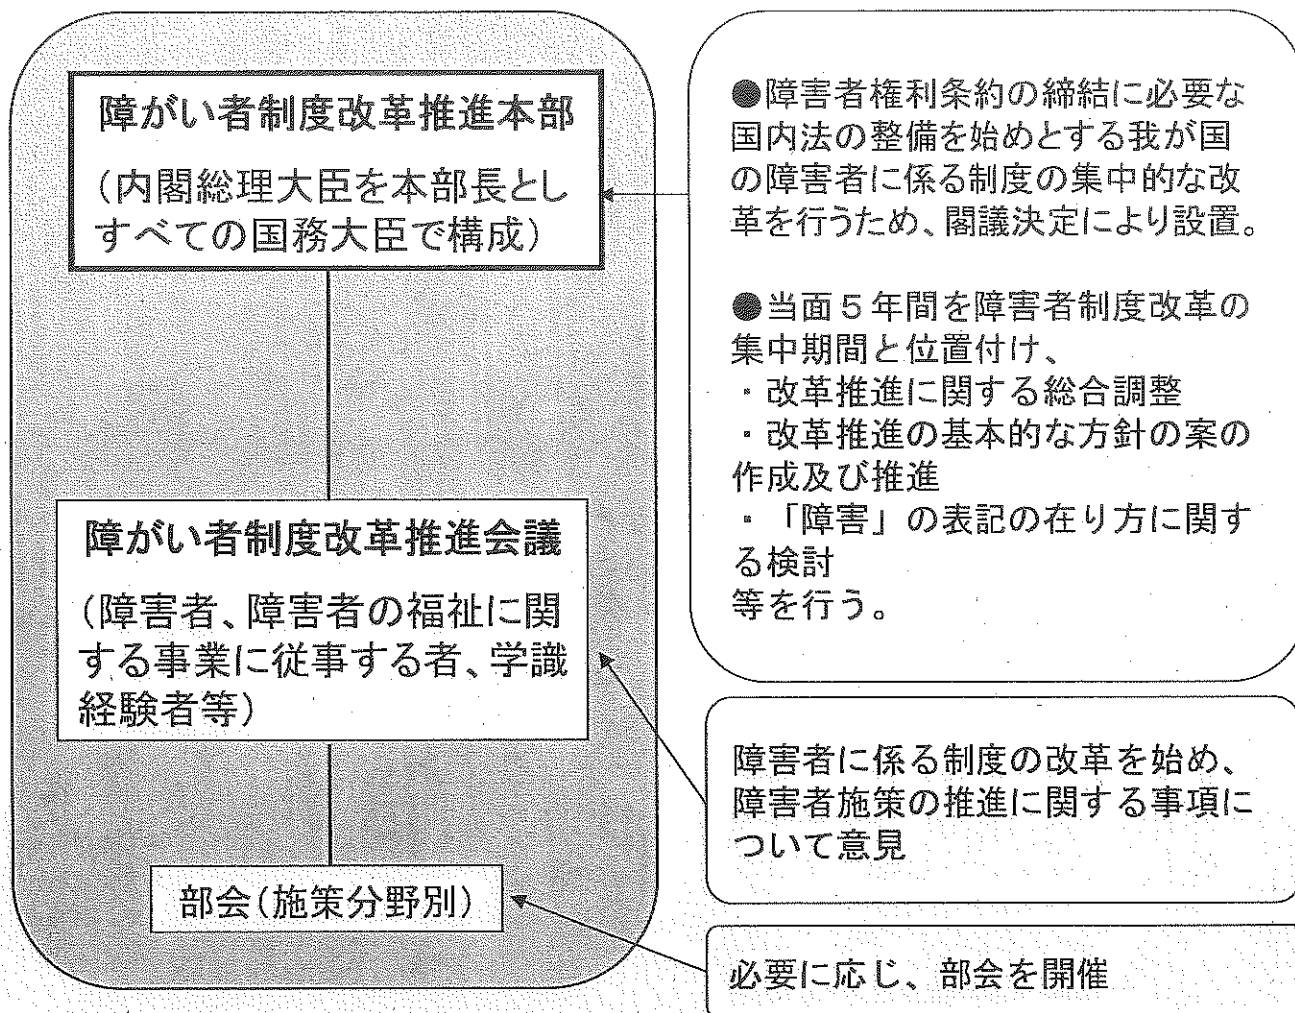 障がい者制度改革推進本部
(内閣総理大臣を本部長とし
すべての国務大臣で構成)
●障害者権利条約の締結に必要な
国内法の整備を始めとする我が国
の障害者に係る制度の集中的な改
革を行うため、閣議決定により設置。
●当面5年間を障害者制度改革の
集中期間と位置付け、
・改革推進に関する総合調整
・改革推進の基本的な方針の案の
作成及び推進
・「障害」の表記の在り方に関す
る検討
等を行う。
障がい者制度改革推進会議
(障害者、障害者の福祉に関
する事業に従事する者、学識
経験者等)
障害者に係る制度の改革を始め、
障害者施策の推進に関する事項に
ついて意見
部会(施策分野別)
必要に応じ、部会を開催